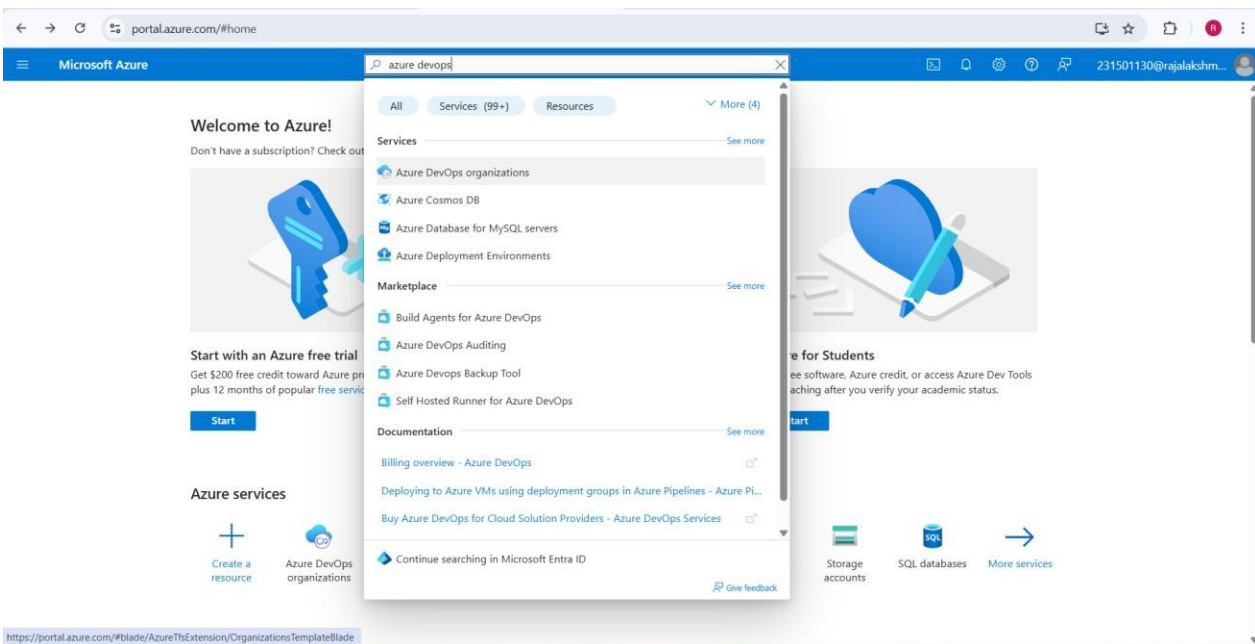 portal.azure.com/#home
R
Microsoft Azure
azure devops
231501130@rajalakshm...
All
Services (99+)
Resources
More (4)
Welcome to Azure!
Don't have a subscription? Check out
Services
See more
Azure DevOps organizations
Azure Cosmos DB
Azure Database for MySQL servers
Azure Deployment Environments
Marketplace
See more
Build Agents for Azure DevOps
Azure DevOps Auditing
Azure Devops Backup Tool
Self Hosted Runner for Azure DevOps
Documentation
See more
Billing overview - Azure DevOps
Deploying to Azure VMs using deployment groups in Azure Pipelines - Azure Pi...
Buy Azure DevOps for Cloud Solution Providers - Azure DevOps Services
Continue searching in Microsoft Entra ID
Give feedback
Start with an Azure free trial
Get $200 free credit toward Azure pr
plus 12 months of popular free servic
Start
for Students
software, Azure credit, or access Azure Dev Tools
after you verify your academic status.
Azure services
Create a
resource
Azure DevOps
organizations
Storage
accounts
SQL
SQL databases
More services
https://portal.azure.com/#blade/AzureTfsExtension/OrganizationsTemplateBlade